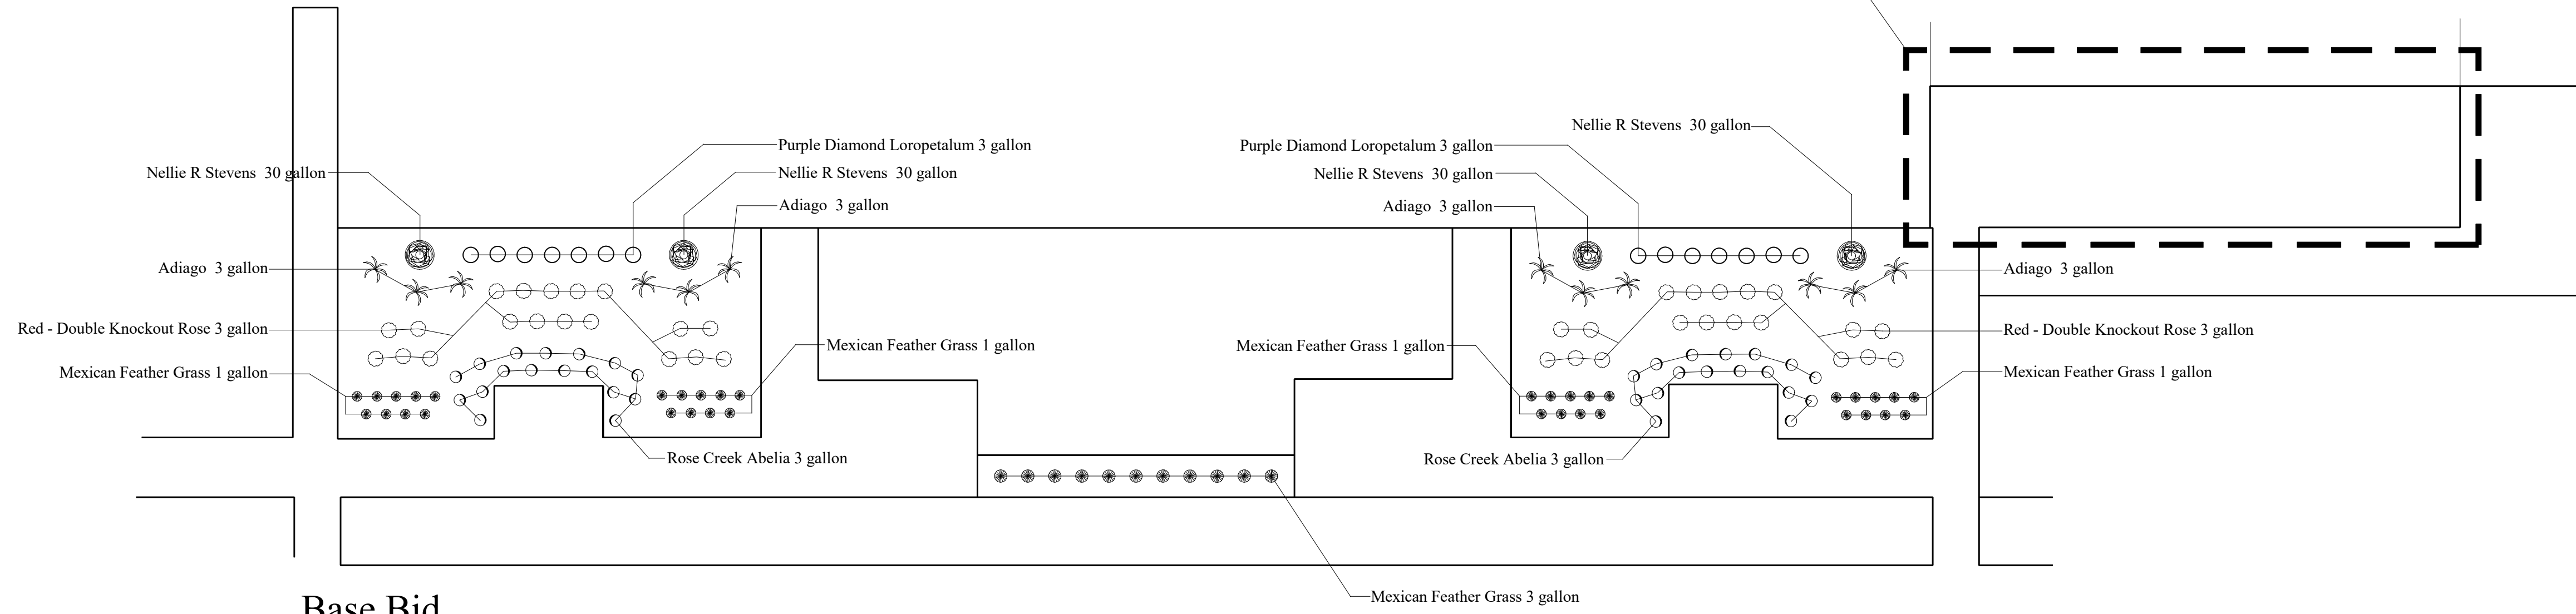 Nellie R Stevens  30 gallon
Purple Diamond Loropetalum 3 gallon
Purple Diamond Loropetalum 3 gallon
Nellie R Stevens  30 gallon
Nellie R Stevens  30 gallon
Nellie R Stevens  30 gallon
Adiago  3 gallon
Adiago  3 gallon
Adiago  3 gallon
Adiago  3 gallon
Red - Double Knockout Rose 3 gallon
Red - Double Knockout Rose 3 gallon
Mexican Feather Grass 1 gallon
Mexican Feather Grass 1 gallon
Mexican Feather Grass 1 gallon
Mexican Feather Grass 1 gallon
Rose Creek Abelia 3 gallon
Rose Creek Abelia 3 gallon
Mexican Feather Grass 3 gallon
Base Bid